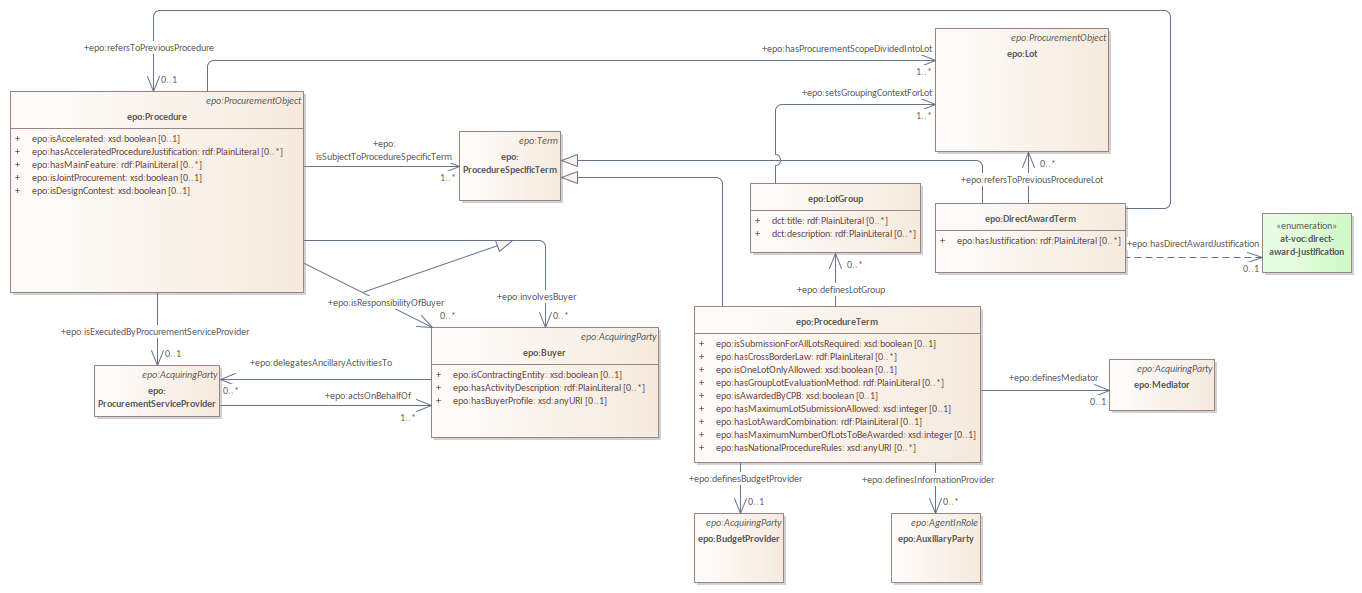 +epo:refersToPreviousProcedure
0..1
epo:ProcurementObject
epo:Procedure
+ epo:isAccelerated: xsd:boolean [0..1]
+ epo:hasAcceleratedProcedureJustification: rdf:PlainLiteral [0..*]
+ epo:hasMainFeature: rdf:PlainLiteral [0..*]
+ epo:isJointProcurement: xsd:boolean [0..1]
+ epo:isDesignContest: xsd:boolean [0..1]
+epo:hasProcurementScopeDividedIntoLot
1..*
+epo:setsGroupingContextForLot
1..*
epo:ProcurementObject
epo:Lot
+epo:
isSubjectToProcedureSpecificTerm
1..*
epo:Term
epo:
ProcedureSpecificTerm
0..*
+epo:refersToPreviousProcedureLot
epo:LotGroup
+ dct:title: rdf:PlainLiteral [0..*]
+ dct:description: rdf:PlainLiteral [0..*]
epo:DirectAwardTerm
+ epo:hasJustification: rdf:PlainLiteral [0..*]
+epo:hasDirectAwardJustification
0..1
«enumeration»
at-voc:direct-
award-justification
0..*
+epo:definesLotGroup
+epo:isResponsibilityOfBuyer
0..*
+epo:involvesBuyer
0..*
+epo:isExecutedByProcurementServiceProvider
0..1
epo:AcquiringParty
epo:
ProcurementServiceProvider
+epo:delegatesAncillaryActivitiesTo
0..*
+epo:actsOnBehalfOf
1..*
epo:AcquiringParty
epo:Buyer
+ epo:isContractingEntity: xsd:boolean [0..1]
+ epo:hasActivityDescription: rdf:PlainLiteral [0..*]
+ epo:hasBuyerProfile: xsd:anyURI [0..1]
epo:ProcedureTerm
+ epo:isSubmissionForAllLotsRequired: xsd:boolean [0..1]
+ epo:hasCrossBorderLaw: rdf:PlainLiteral [0..*]
+ epo:isOneLotOnlyAllowed: xsd:boolean [0..1]
+ epo:hasGroupLotEvaluationMethod: rdf:PlainLiteral [0..*]
+ epo:isAwardedByCPB: xsd:boolean [0..1]
+ epo:hasMaximumLotSubmissionAllowed: xsd:integer [0..1]
+ epo:hasLotAwardCombination: rdf:PlainLiteral [0..1]
+ epo:hasMaximumNumberOfLotsToBeAwarded: xsd:integer [0..1]
+ epo:hasNationalProcedureRules: xsd:anyURI [0..*]
+epo:definesMediator
0..1
epo:AcquiringParty
epo:Mediator
+epo:definesBudgetProvider
0..1
+epo:definesInformationProvider
0..*
epo:AcquiringParty
epo:BudgetProvider
epo:AgentInRole
epo:AuxiliaryParty